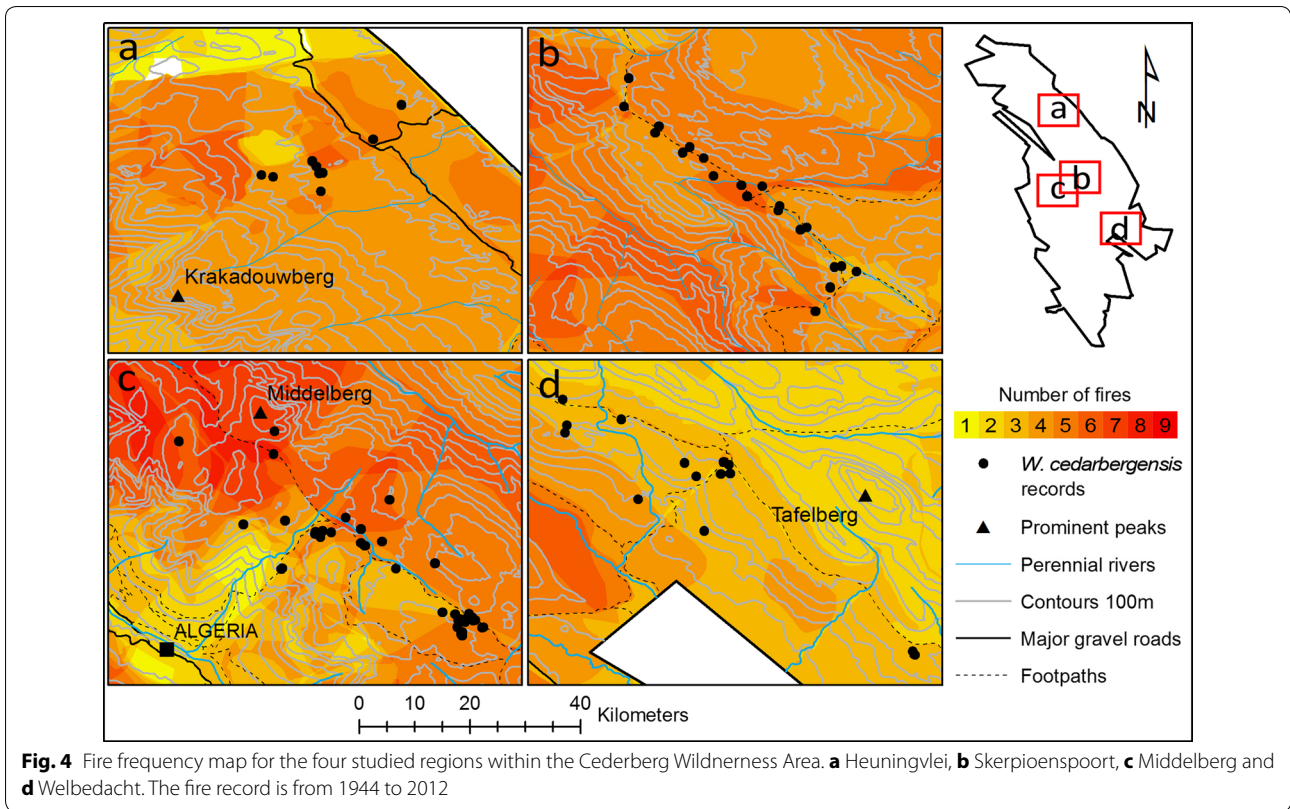 a
Krakadouwberg
b
c
Middelberg
ALGERIA
d
Tafelberg
0 10 20 40
Kilometers
a
b
c
d
N
Number of fires
1 2 3 4 5 6 7 8 9
W. cedarbergensis
records
Prominent peaks
Perennial rivers
Contours 100m
Major gravel roads
Footpaths
Fig. 4 Fire frequency map for the four studied regions within the Cederberg Wildnerness Area. a Heuningvlei, b Skerpioenspoort, c Middelberg and
d Welbedacht. The fire record is from 1944 to 2012